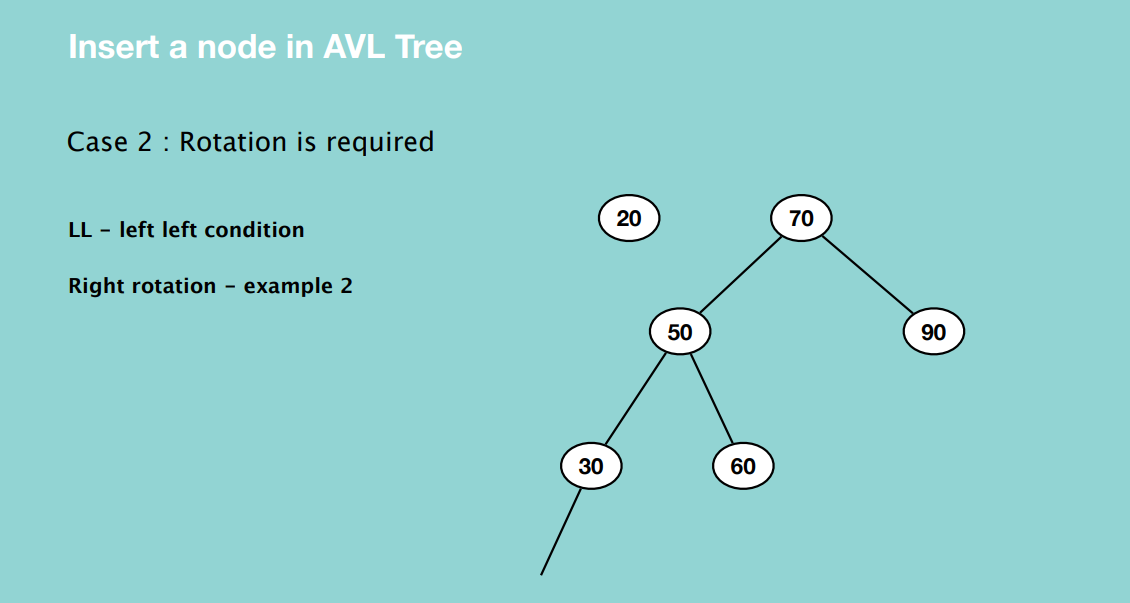 Insert a node in AVL Tree
Case 2 : Rotation is required
LL – left left condition
Right rotation – example 2
20
70
50
90
30
60